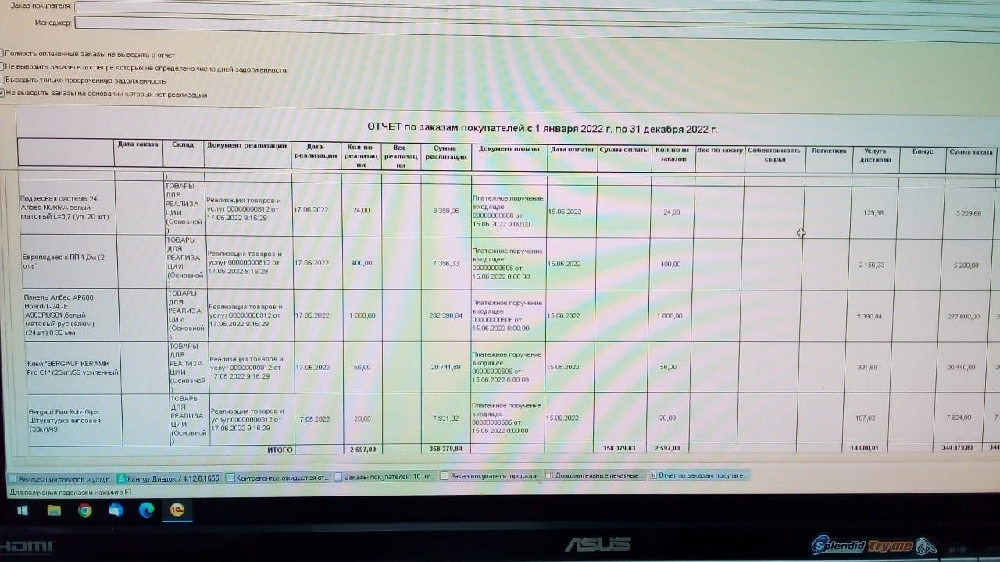 Заказ покупателя:
Менеджер:
Полность оплаченные заказы не выводить в отчет
Не выводить заказы в договоре которых не определено число дней задолженности
Выводить только просроченную задолженность
Не выводить заказы на основании которых нет реализации
ОТЧЕТ по заказам покупателей с 1 января 2022 г. по 31 декабря 2022 г.
Дата заказа Склад Документ реализации Дата реализации Кол-во реализац ии Вес реализац ии Сумма реализации Документ оплаты Дата оплаты Сумма оплаты Кол-во из заказов Вес по заказу Себестоимость сырья Логистика Услуга доставки Бонус Сумма заказа
)
Подвесная система 24 Албес NORMA белый матовый L=3,7 (уп. 20 шт) ТОВАРЫ ДЛЯ РЕАЛИЗА ЦИИ (Основной ) Реализация товаров и услуг 00000000812 от 17.06.2022 9:16:29 17.06.2022 24,00 3 359,06 Платежное поручение входящее 00000000606 от 15.06.2022 0:00:00 15.06.2022 24,00 129,38 3 229,68
Европодвес к ПП 1,0м (2 отв) ТОВАРЫ ДЛЯ РЕАЛИЗА ЦИИ (Основной ) Реализация товаров и услуг 00000000812 от 17.06.2022 9:16:29 17.06.2022 400,00 7 356,33 Платежное поручение входящее 00000000606 от 15.06.2022 0:00:00 15.06.2022 400,00 2 156,33 5 200,00
Панель Албес AP600 Board/T-24 -E A903RUS01 белый матовый рус (алюм) (24шт) 0.32 мм ТОВАРЫ ДЛЯ РЕАЛИЗА ЦИИ (Основной ) Реализация товаров и услуг 00000000812 от 17.06.2022 9:16:29 17.06.2022 1 000,00 282 390,84 Платежное поручение входящее 00000000606 от 15.06.2022 0:00:00 15.06.2022 1 000,00 5 390,84 277 000,00
Клей "BERGAUF KERAMIK Pro C1" (25кг)/56 усиленный ТОВАРЫ ДЛЯ РЕАЛИЗА ЦИИ (Основной ) Реализация товаров и услуг 00000000812 от 17.06.2022 9:16:29 17.06.2022 56,00 20 741,89 Платежное поручение входящее 00000000606 от 15.06.2022 0:00:00 15.06.2022 56,00 301,89 20 440,00
Bergauf Bau Putz Gips Штукатурка гипсовая (30кг)/49 ТОВАРЫ ДЛЯ РЕАЛИЗА ЦИИ (Основной ) Реализация товаров и услуг 00000000812 от 17.06.2022 9:16:29 17.06.2022 20,00 7 931,82 Платежное поручение входящее 00000000606 от 15.06.2022 0:00:00 15.06.2022 20,00 107,82 7 824,00
ИТОГО 2 597,00 358 379,84 358 379,83 2 597,00 14 000,01 344 379,83
Реализации товаров и услуг... Контур.Диадок / 4.12.0.1655 Контрагенты: ожидается от... Заказы покупателей: 10 ию... Заказ покупателя: продажа... Дополнительные печатные ... Отчет по заказам покупате...
Для получения подсказки нажмите F1
HDMI ASUS Splendid Try me